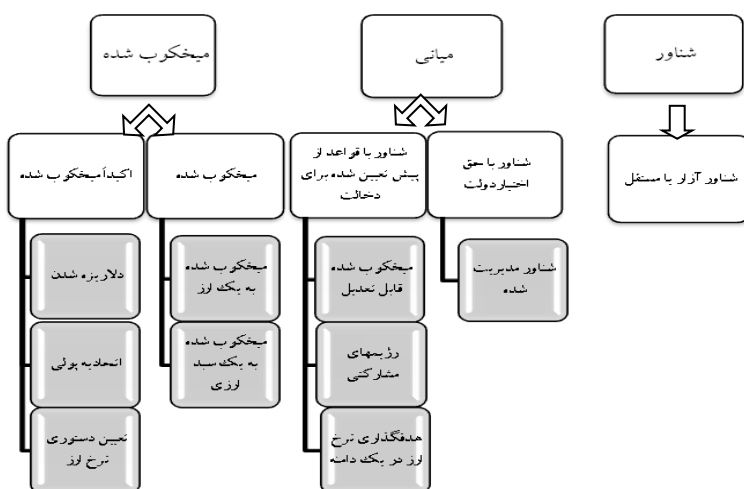 شناور
میانی
میخکوب شده
شناور آزاد یا مستقل
شناور با حق
اختیار دولت
شناور با قواعد از
پیش تعیین شده برای
دخالت
میخکوب شده
اکیداً میخکوب شده
شناور مدیریت
شده
میخکوب شده
قابل تعدیل
رژیمهای
مشارکتی
هدفگذاری نرخ
ارز در یک دامنه
میخکوب شده
به یک ارز
میخکوب شده
به یک سبد
ارزی
دلاریزه شدن
اتحادیه پولی
تعیین دستوری
نرخ ارز